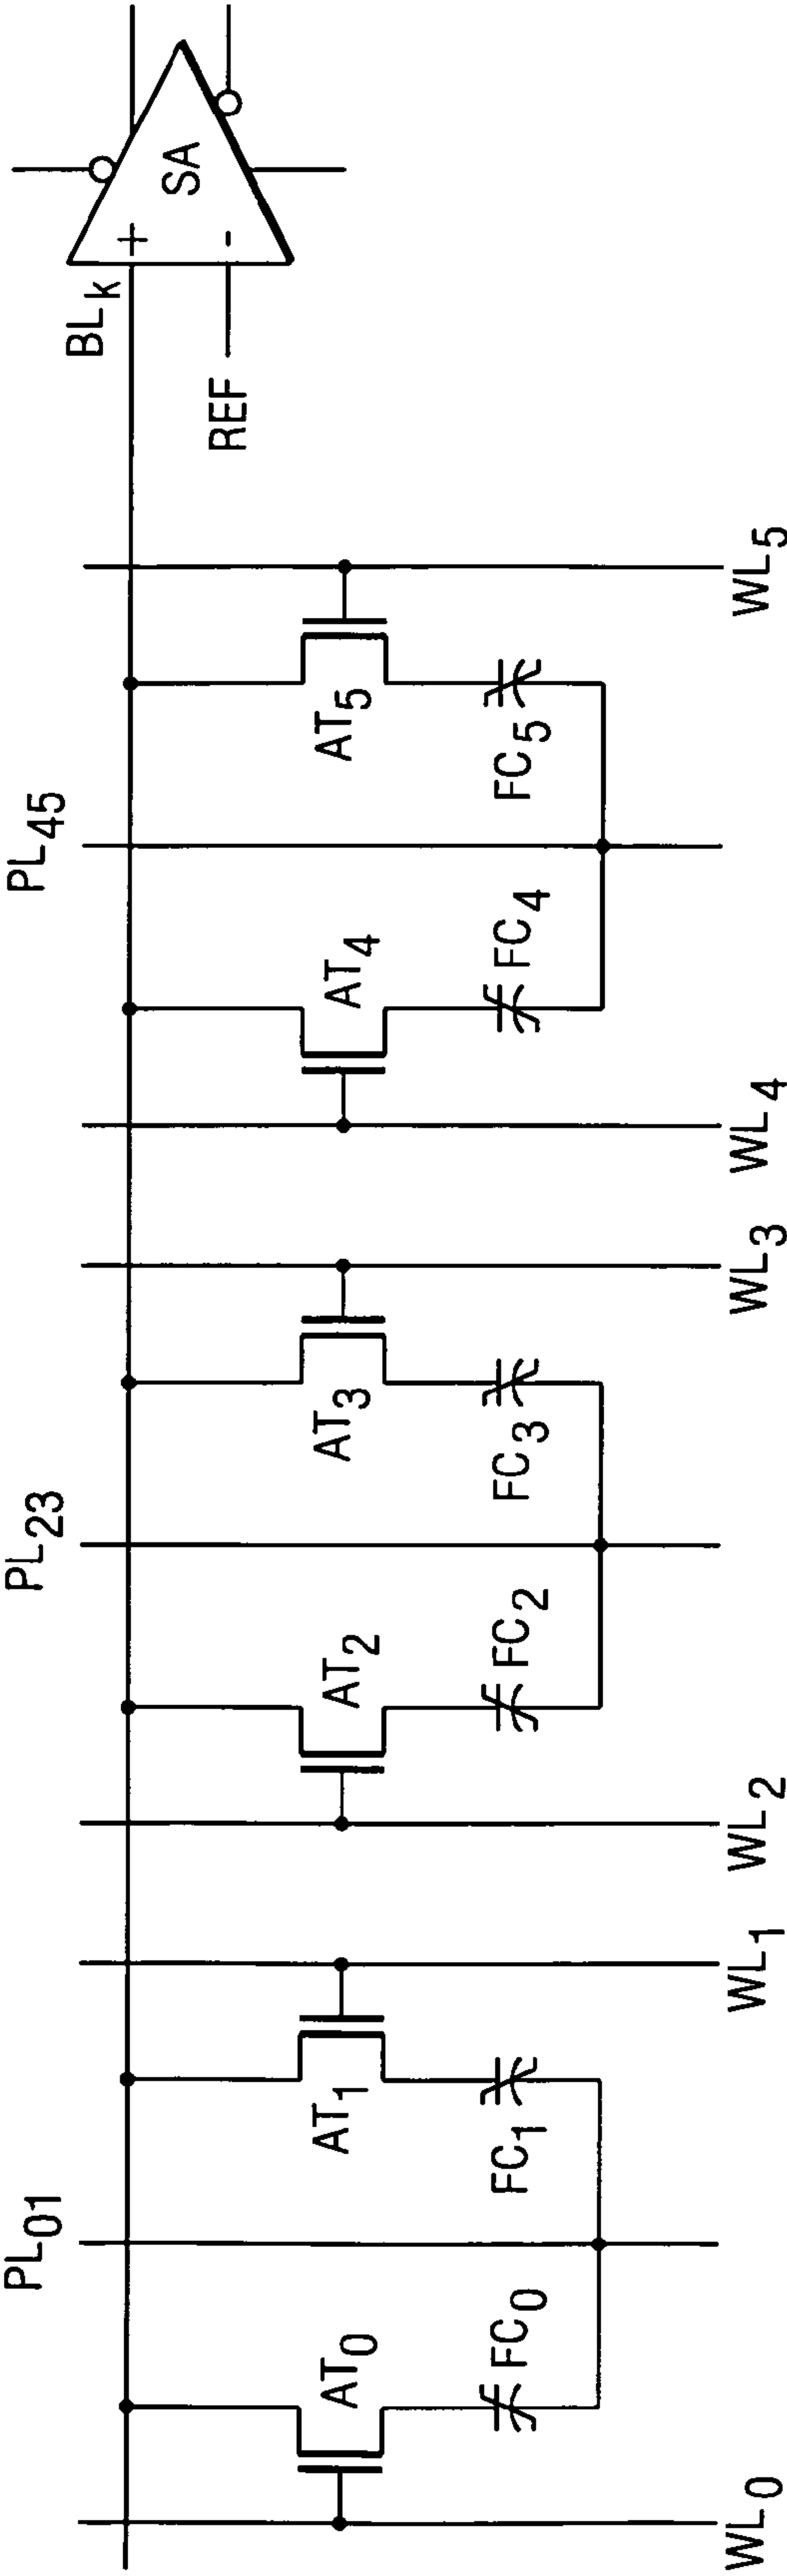 PL₀₁
PL₂₃
PL₄₅
BLₖ
+
-
SA
REF
AT₀
AT₁
AT₂
AT₃
AT₄
AT₅
FC₀
FC₁
FC₂
FC₃
FC₄
FC₅
WL₀
WL₁
WL₂
WL₃
WL₄
WL₅